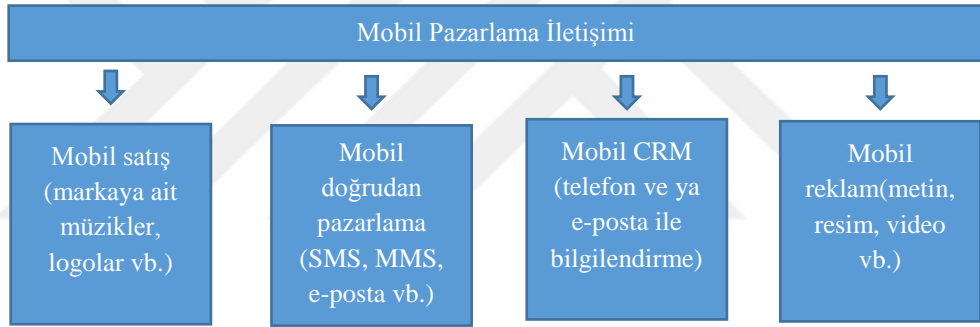 Mobil Pazarlama İletişimi
Mobil satış
(markaya ait
müzikler,
logolar vb.)
Mobil
doğrudan
pazarlama
(SMS, MMS,
e-posta vb.)
Mobil CRM
(telefon ve ya
e-posta ile
bilgilendirme)
Mobil
reklam(metin,
resim, video
vb.)